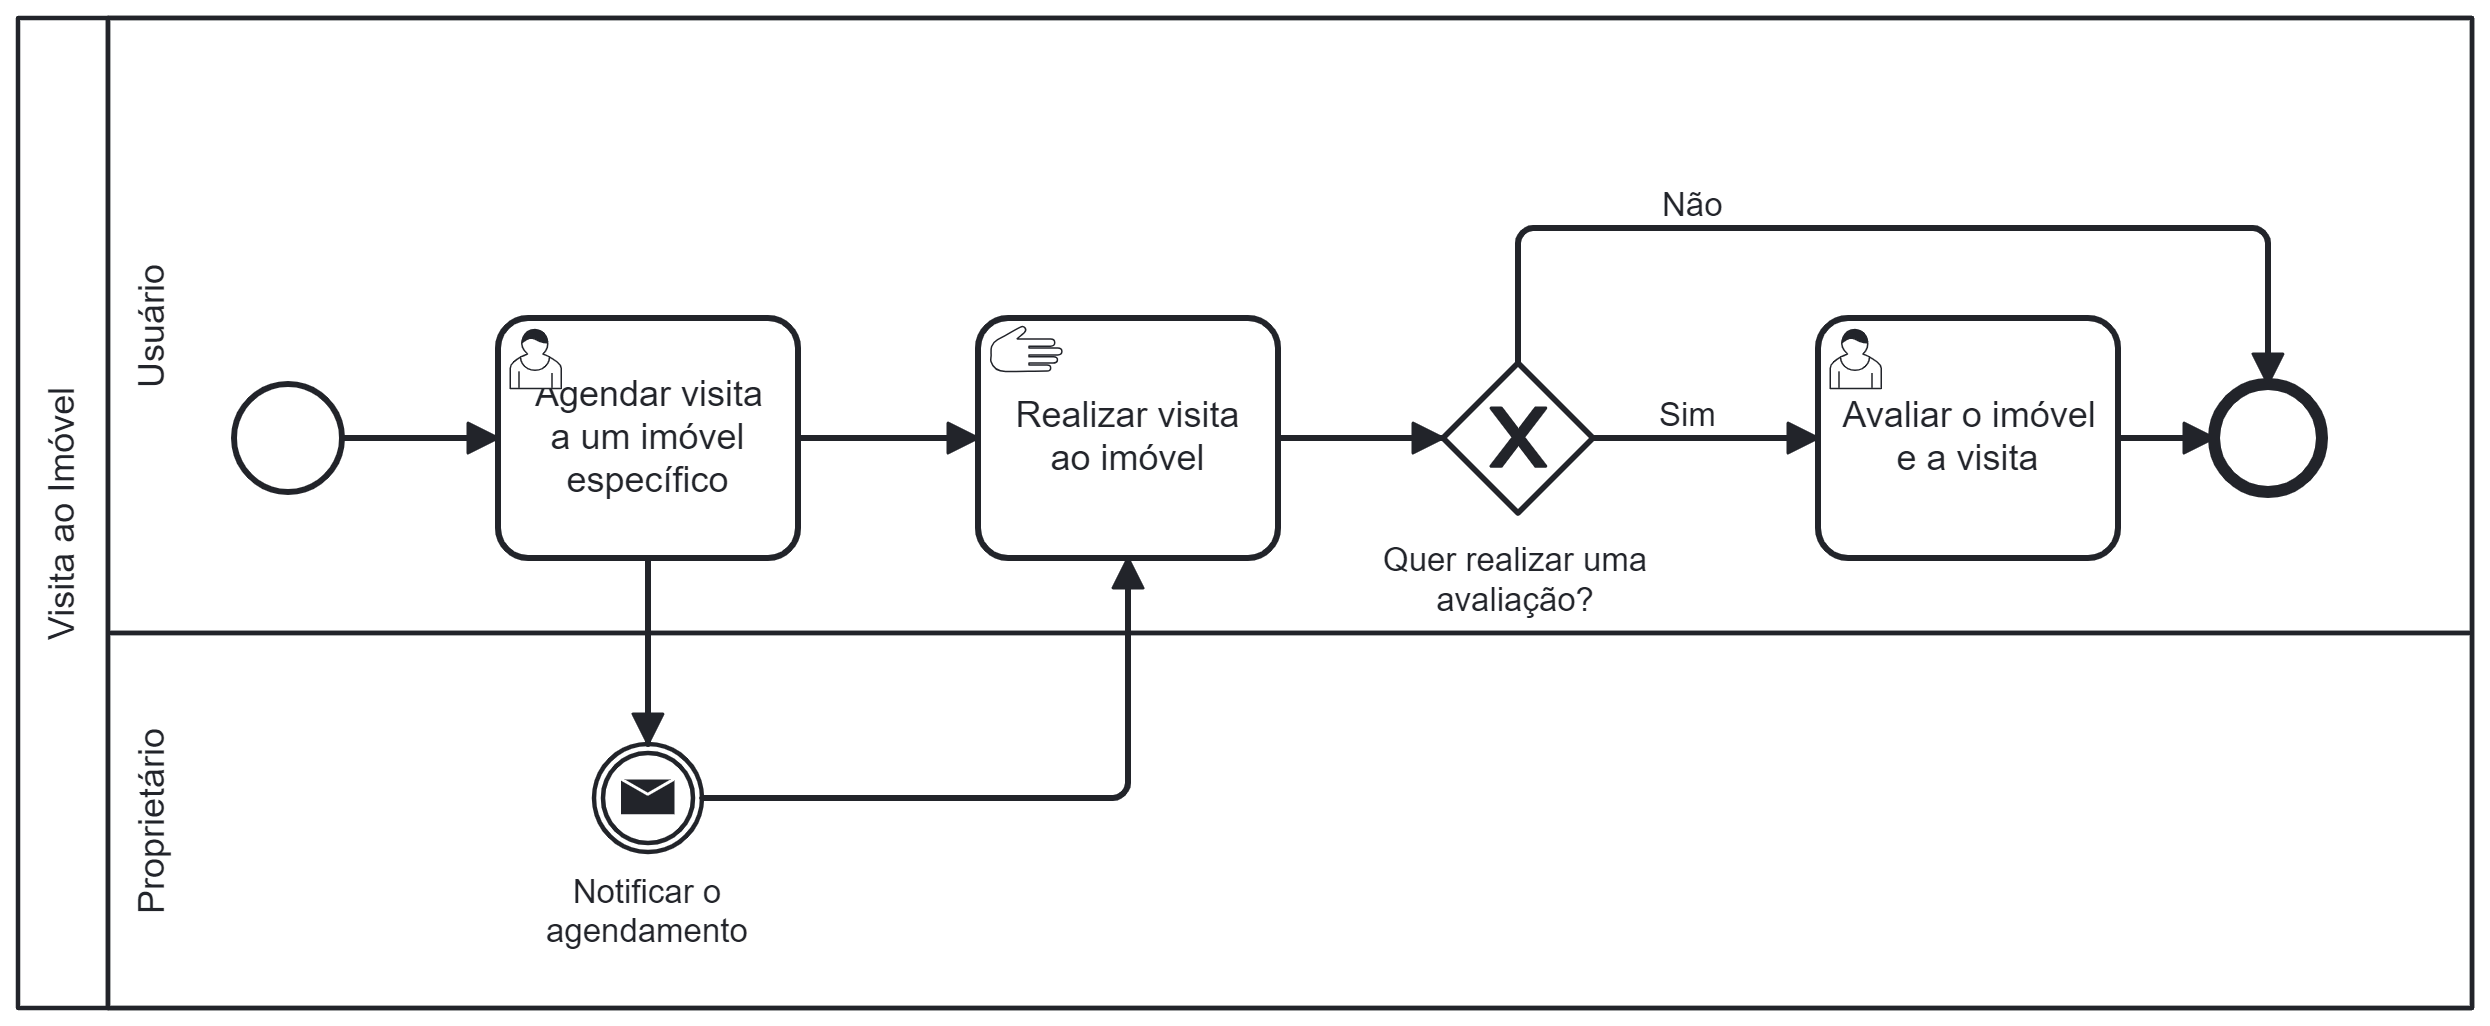 Visita ao Imóvel
Usuário
Agendar visita
a um imóvel
específico
Realizar visita
ao imóvel
Quer realizar uma
avaliação?
Não
Sim
Avaliar o imóvel
e a visita
Proprietário
Notificar o
agendamento